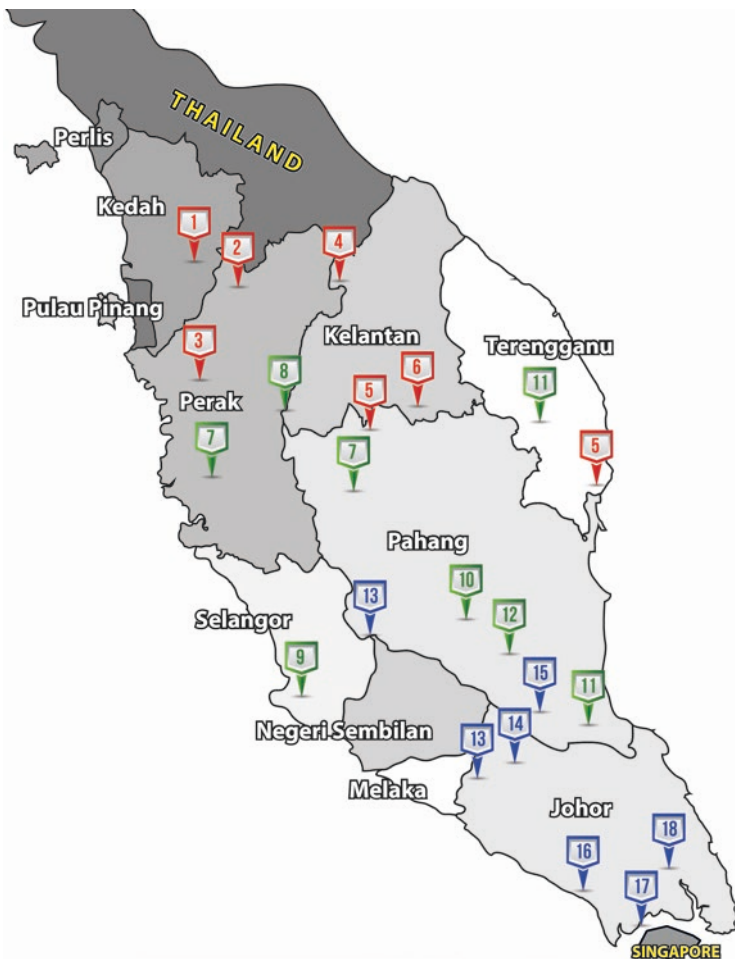 THAILAND
Perlis
Kedah
1
2
4
Pulau Pinang
3
Kelantan
Terengganu
8
6
11
5
Perak
7
7
5
Pahang
10
13
12
Selangor
9
15
11
Negeri Sembilan
14
13
Melaka
Johor
18
16
17
SINGAPORE